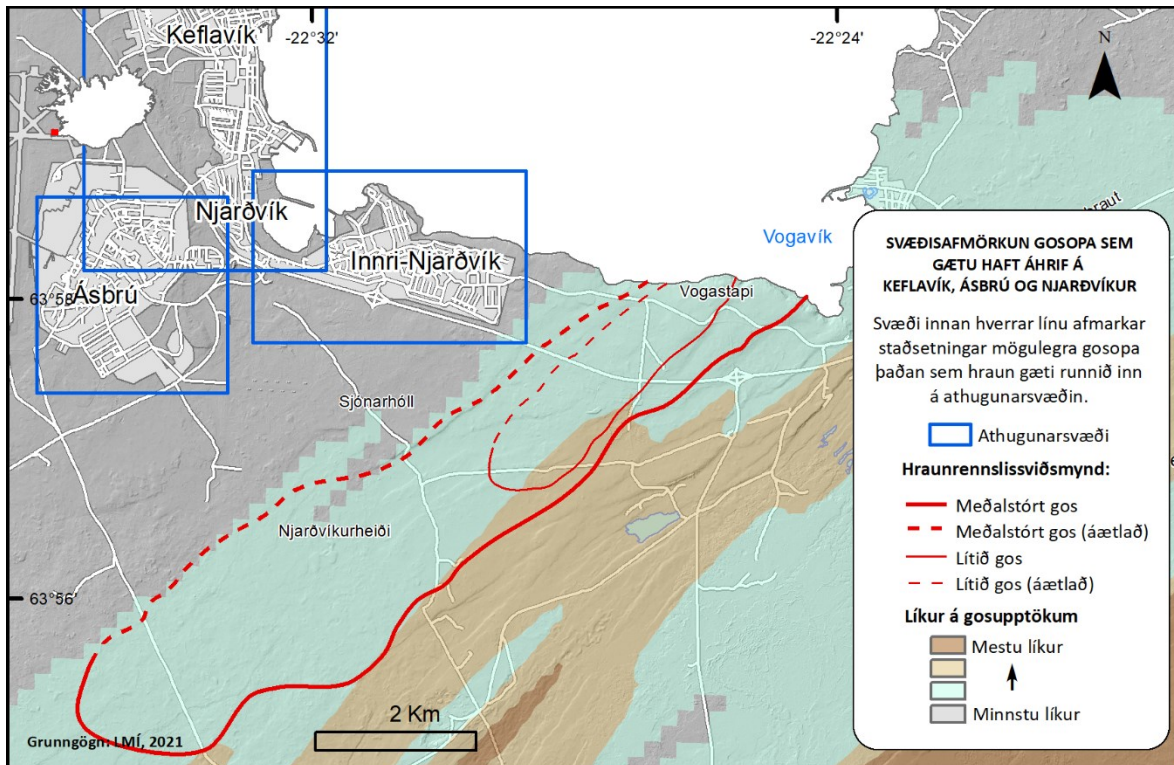 Keflavík
-22°32'
-22°24'
N
Njarðvík
Innri-Njarðvík
Ásbrú
63°58'
Vogavík
Vogastapi
Sjónarhóll
Njarðvíkurheiði
63°56'
braut
SVÆÐISAFMÖRKUN GOSOPA SEM
GÆTU HAFT ÁHRIF Á
KEFLAVÍK, ÁSBRÚ OG NJARÐVÍKUR
Svæði innan hverrar línu afmarkar
staðsetningar mögulegra gosopa
þaðan sem hraun gæti runnið inn
á athugunarsvæðin.
Athugunarsvæði
Hraunrennslissviðsmynd:
Meðalstórt gos
Meðalstórt gos (áætlað)
Lítið gos
Lítið gos (áætlað)
Líkur á gosupptökum
Mestu líkur
Minnstu líkur
2 Km
Grunngögn: LMÍ, 2021